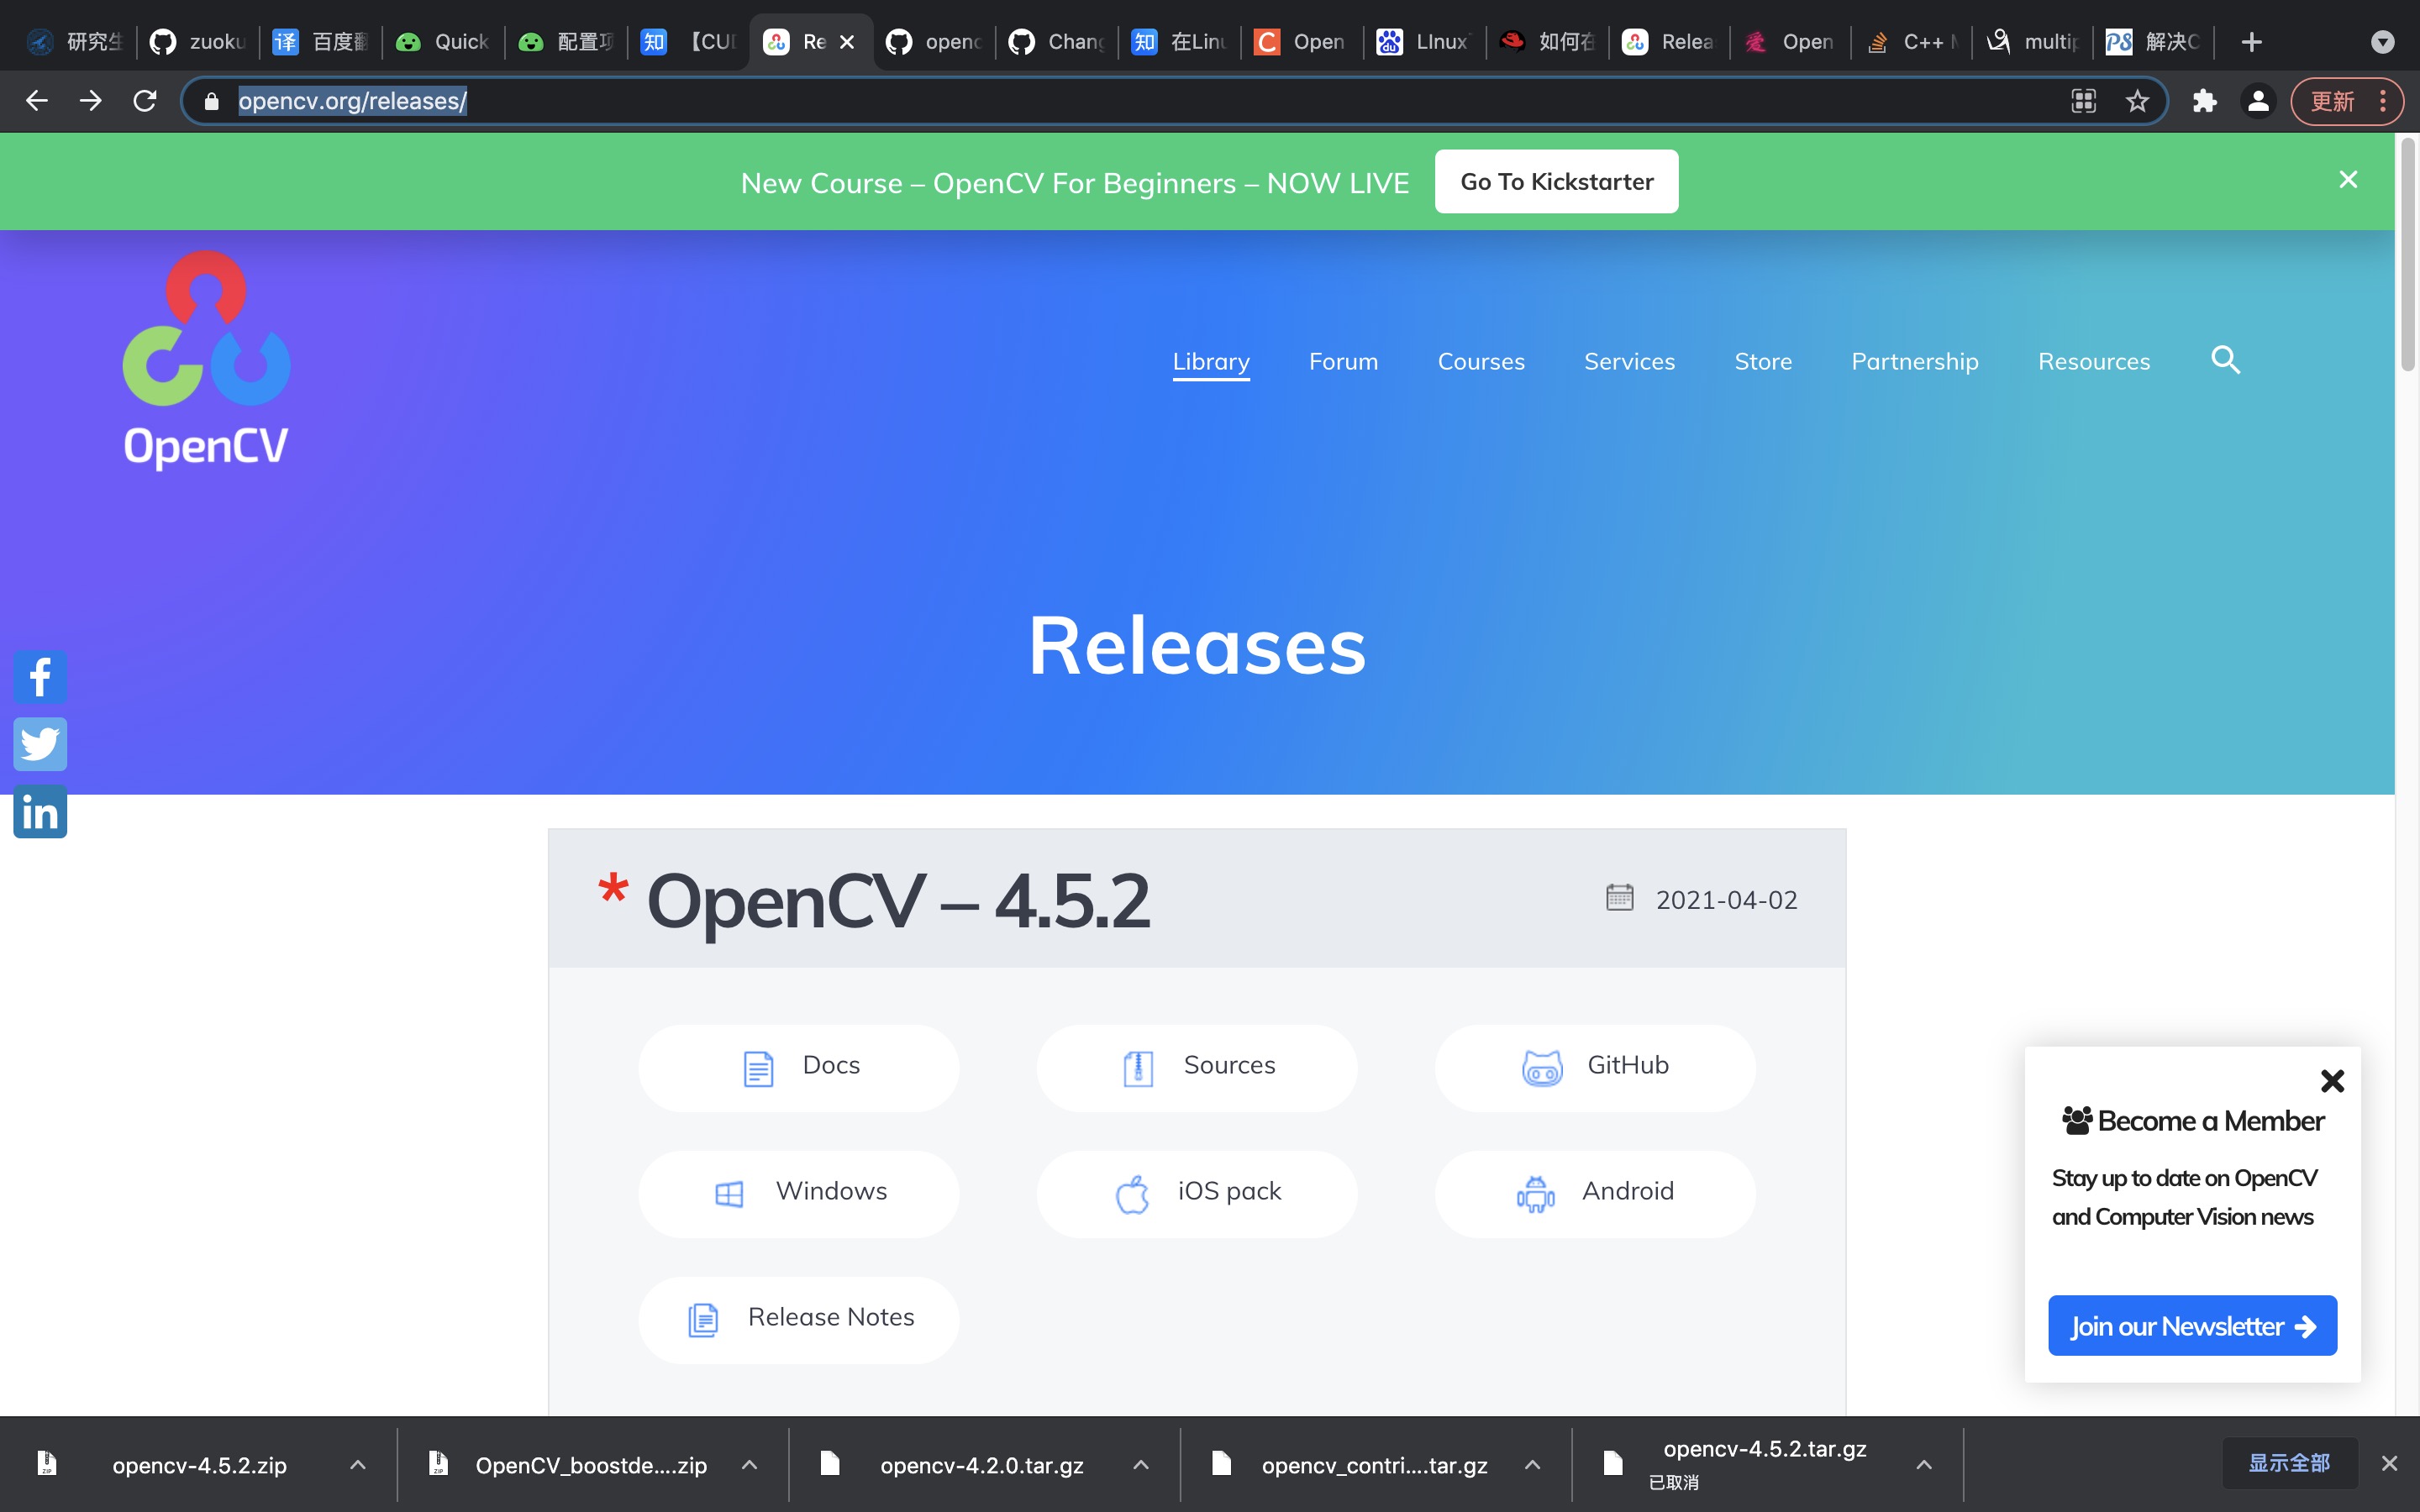 研究生
zuoku
百度翻
Quick
配置项
【CU
Re
openc
Chang
在Linu
Open
LInux
如何在
Relea
Open
C++ M
multip
解决C
opencv.org/releases/
更新
New Course – OpenCV For Beginners – NOW LIVE
Go To Kickstarter
OpenCV
Library
Forum
Courses
Services
Store
Partnership
Resources
Releases
* OpenCV – 4.5.2
2021-04-02
Docs
Sources
GitHub
Windows
iOS pack
Android
Release Notes
Become a Member
Stay up to date on OpenCV
and Computer Vision news
Join our Newsletter
opencv-4.5.2.zip
OpenCV_boostde....zip
opencv-4.2.0.tar.gz
opencv_contri....tar.gz
opencv-4.5.2.tar.gz
已取消
显示全部